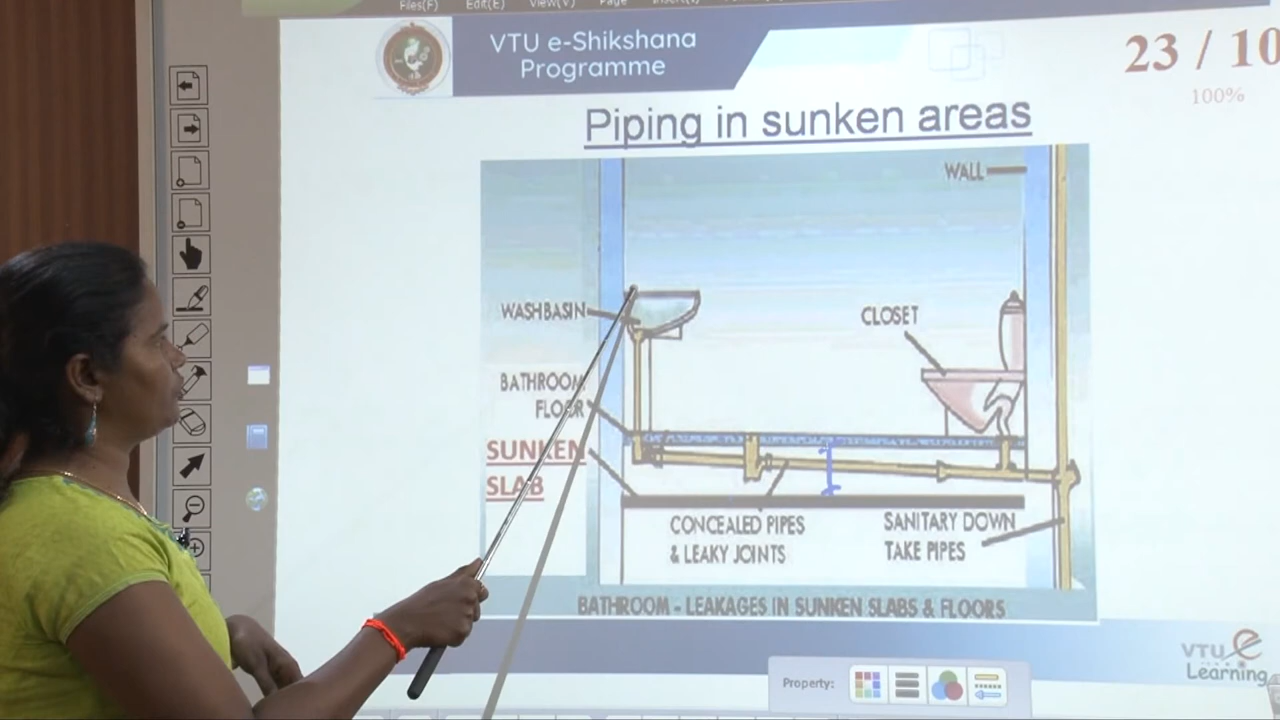 Files(F) Edit(E) View(V) Page
VTU e-Shikshana
Programme
23 / 10
100%
Piping in sunken areas
WALL
WASHBASIN
CLOSET
BATHROOM
FLOOR
SUNKEN
SLAB
CONCEALED PIPES
& LEAKY JOINTS
SANITARY DOWN
TAKE PIPES
BATHROOM - LEAKAGES IN SUNKEN SLABS & FLOORS
VTU e
Learning
Property: